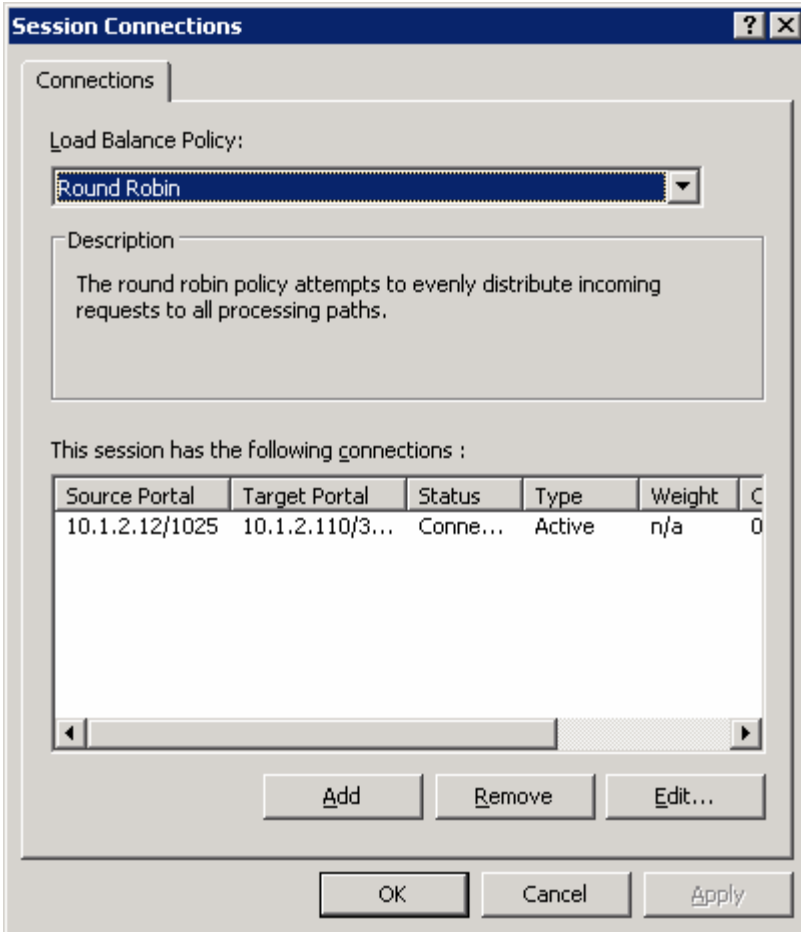 Session Connections
Connections
Load Balance Policy:
Round Robin
Description
The round robin policy attempts to evenly distribute incoming
requests to all processing paths.
This session has the following connections :
Source Portal Target Portal Status Type Weight C
10.1.2.12/1025 10.1.2.110/3... Conne... Active n/a 0
Add Remove Edit...
OK Cancel Apply